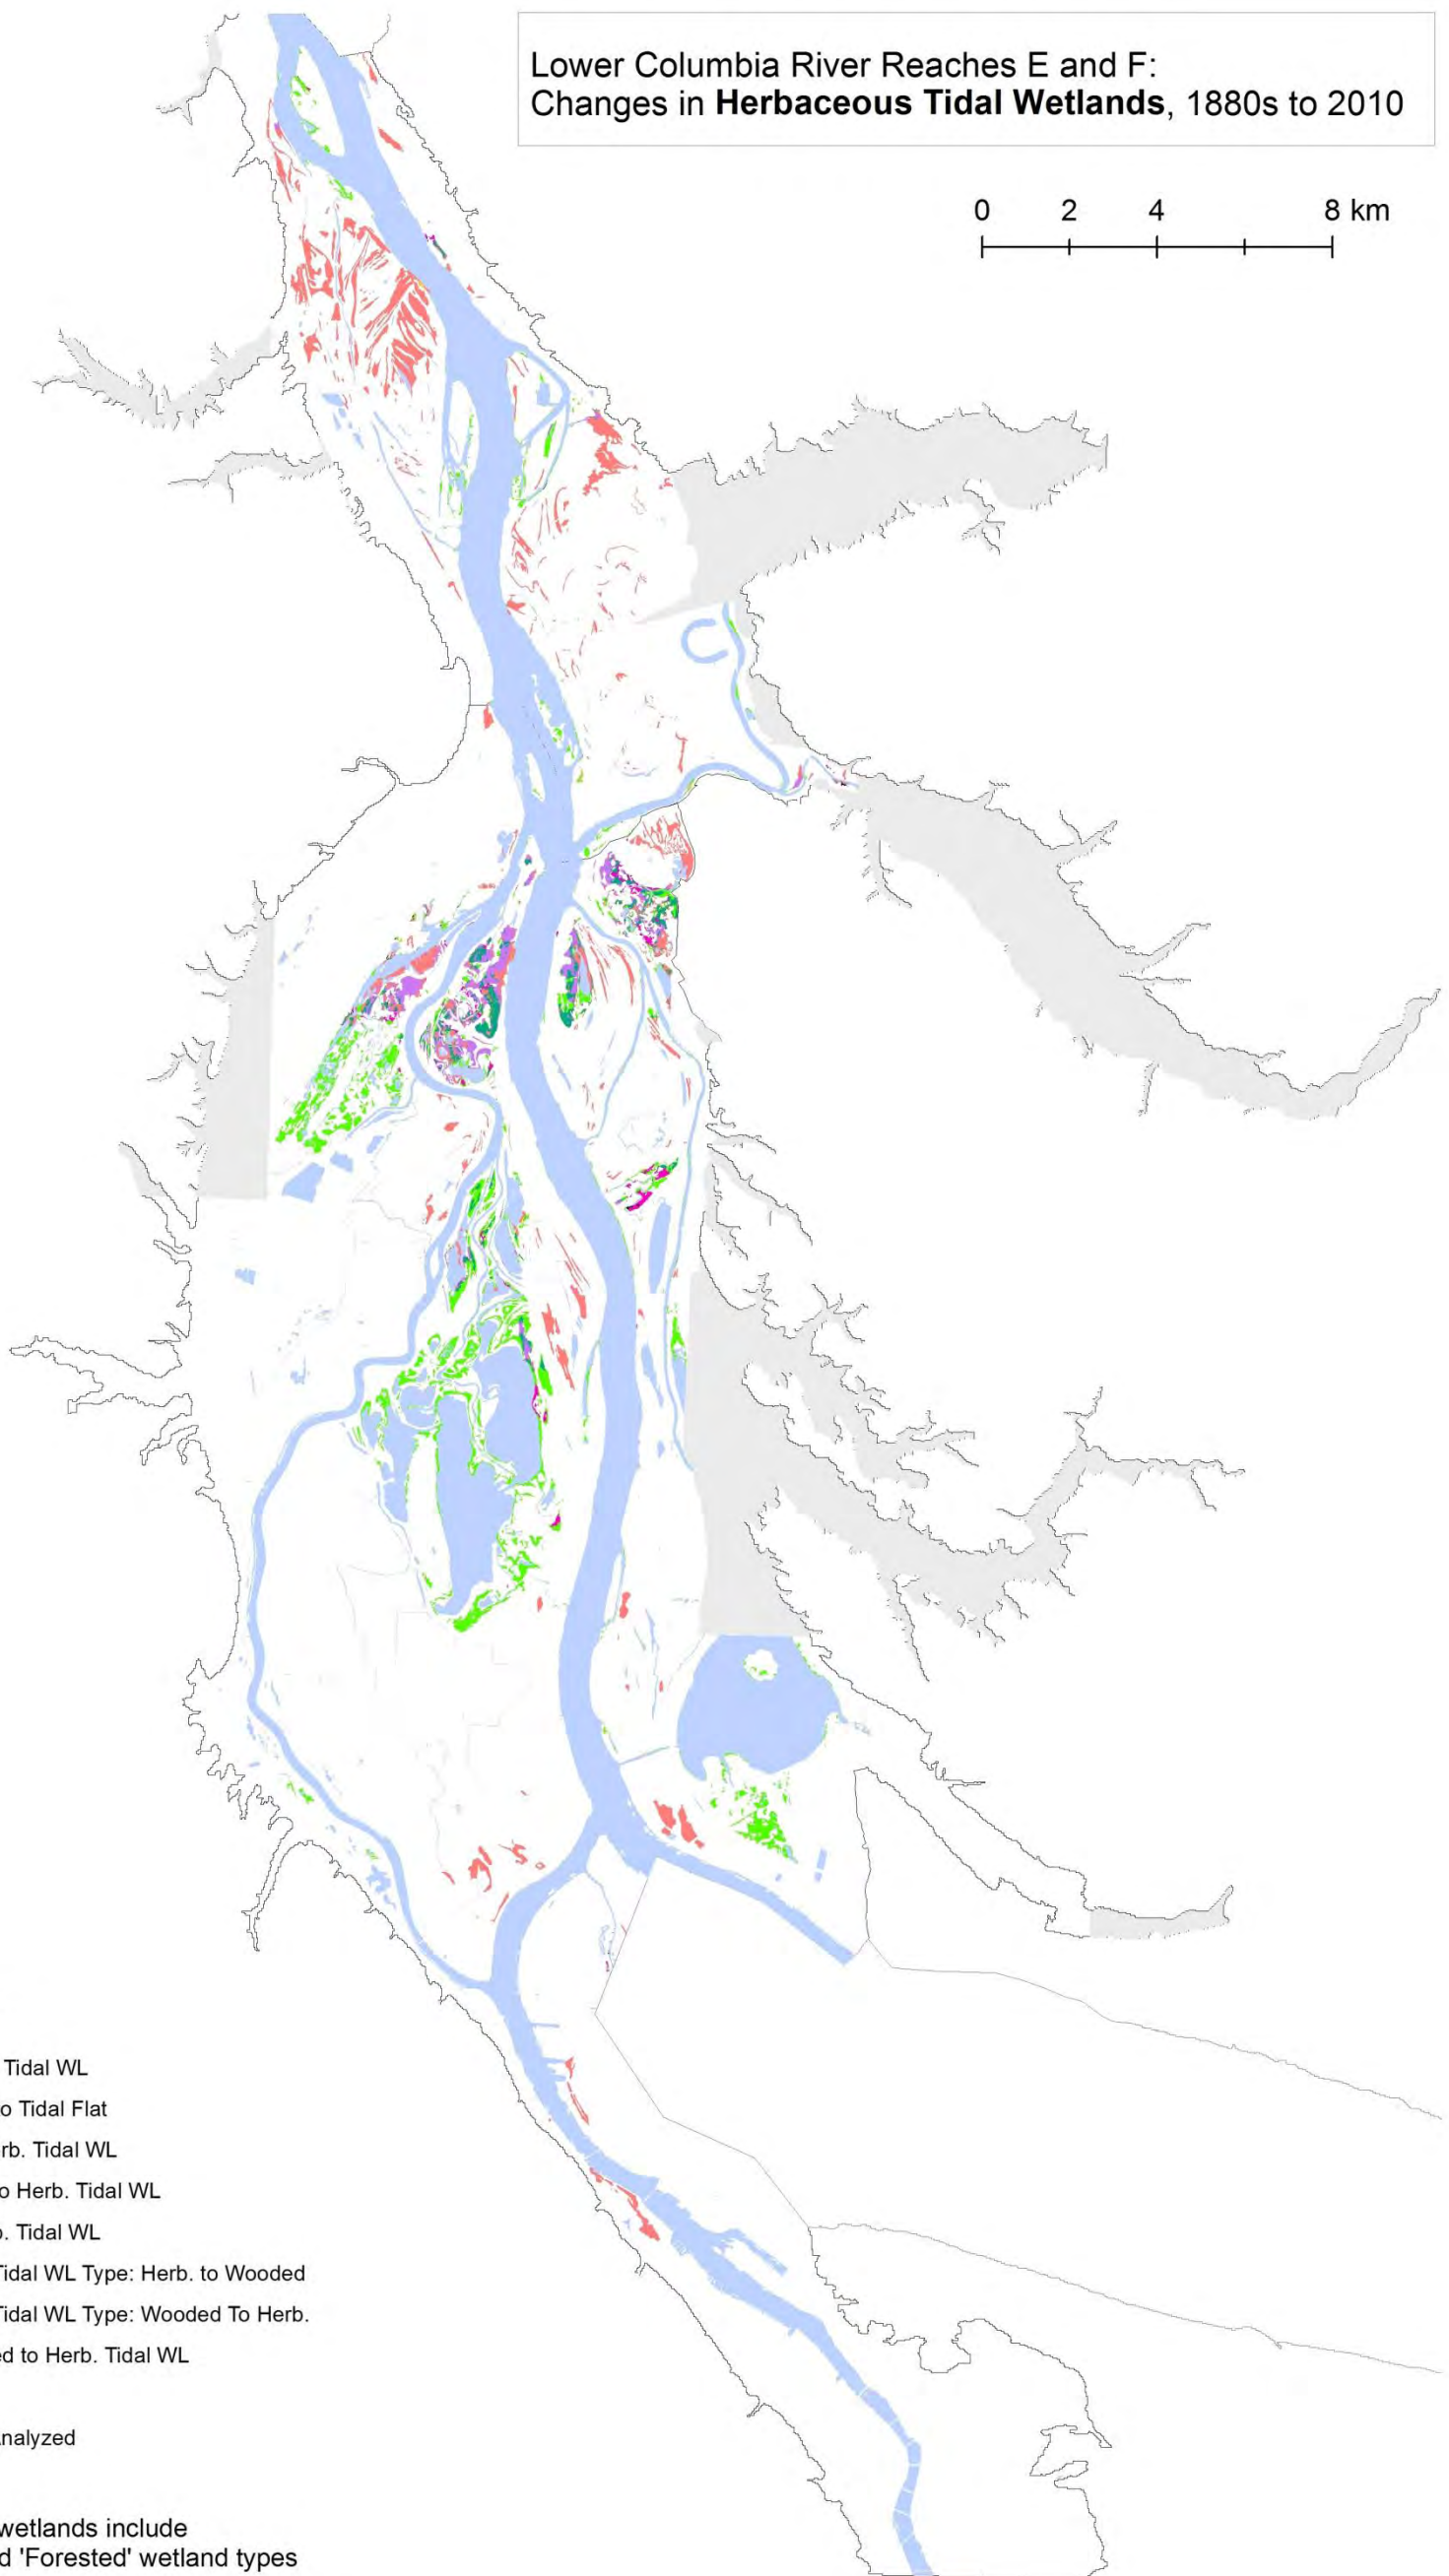 Lower Columbia River Reaches E and F:
Changes in Herbaceous Tidal Wetlands, 1880s to 2010
0 2 4 8 km
Tidal WL
o Tidal Flat
rb. Tidal WL
o Herb. Tidal WL
b. Tidal WL
Tidal WL Type: Herb. to Wooded
Tidal WL Type: Wooded To Herb.
ed to Herb. Tidal WL
Analyzed
wetlands include
d 'Forested' wetland types